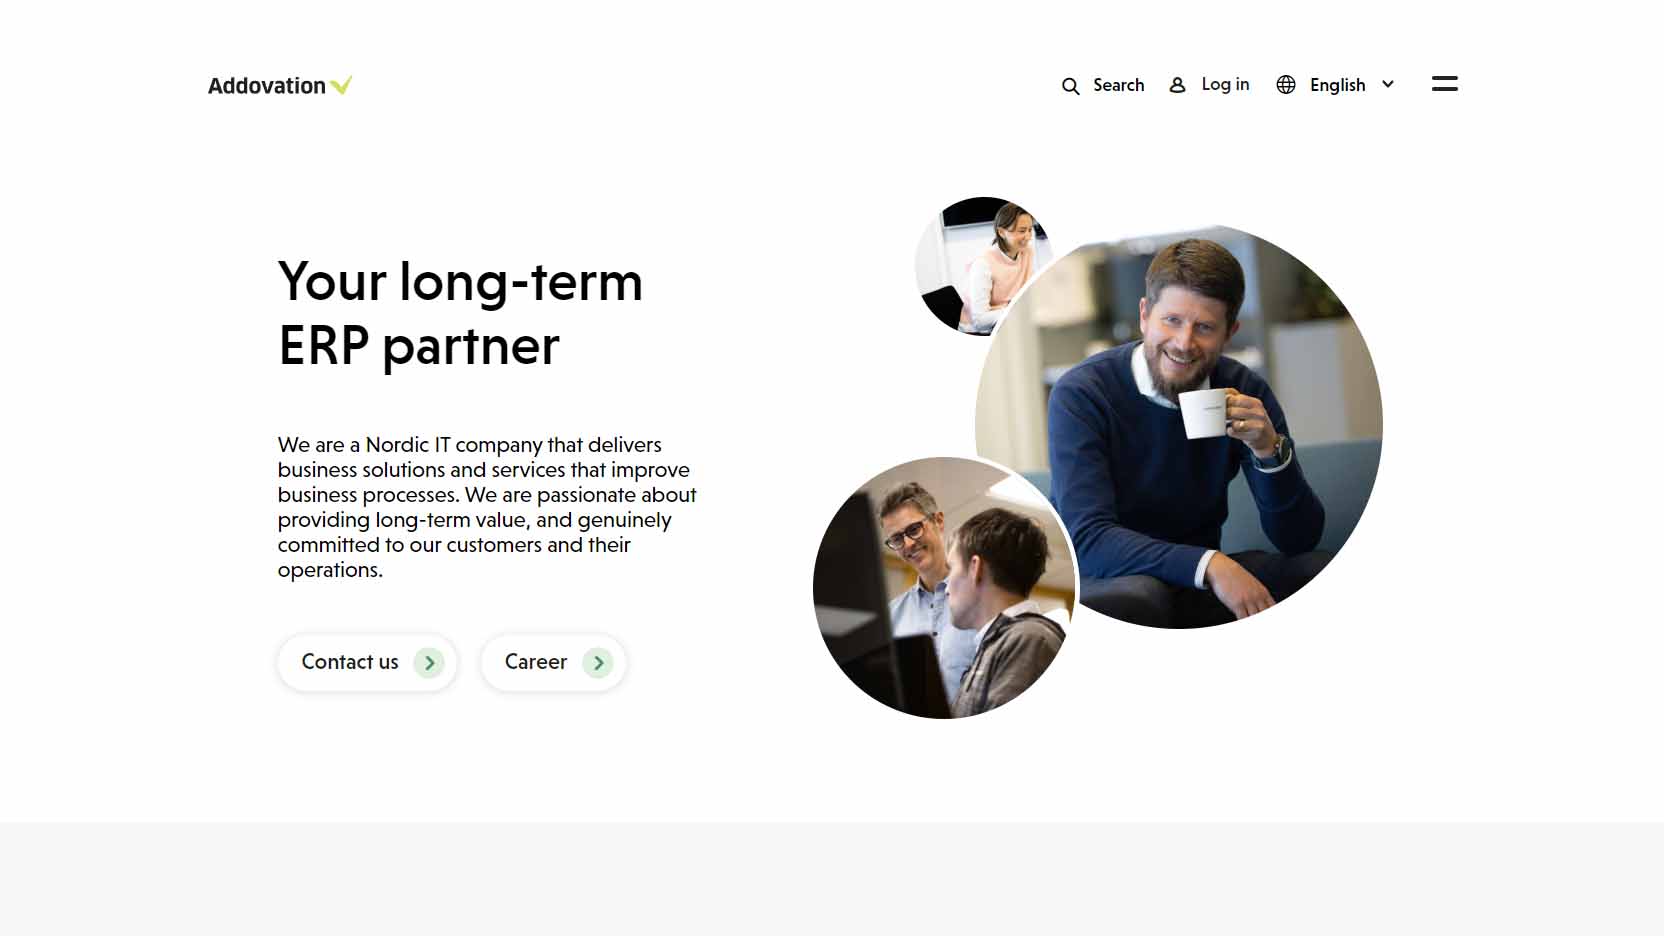 Addovation
Search
Log in
English
Your long-term
ERP partner
We are a Nordic IT company that delivers
business solutions and services that improve
business processes. We are passionate about
providing long-term value, and genuinely
committed to our customers and their
operations.
Contact us
Career